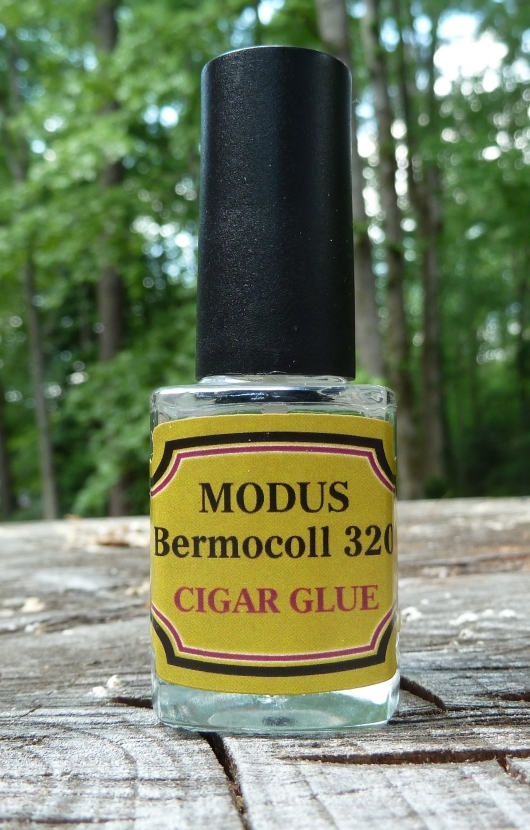 MODUS
Bermocoll 320
CIGAR GLUE